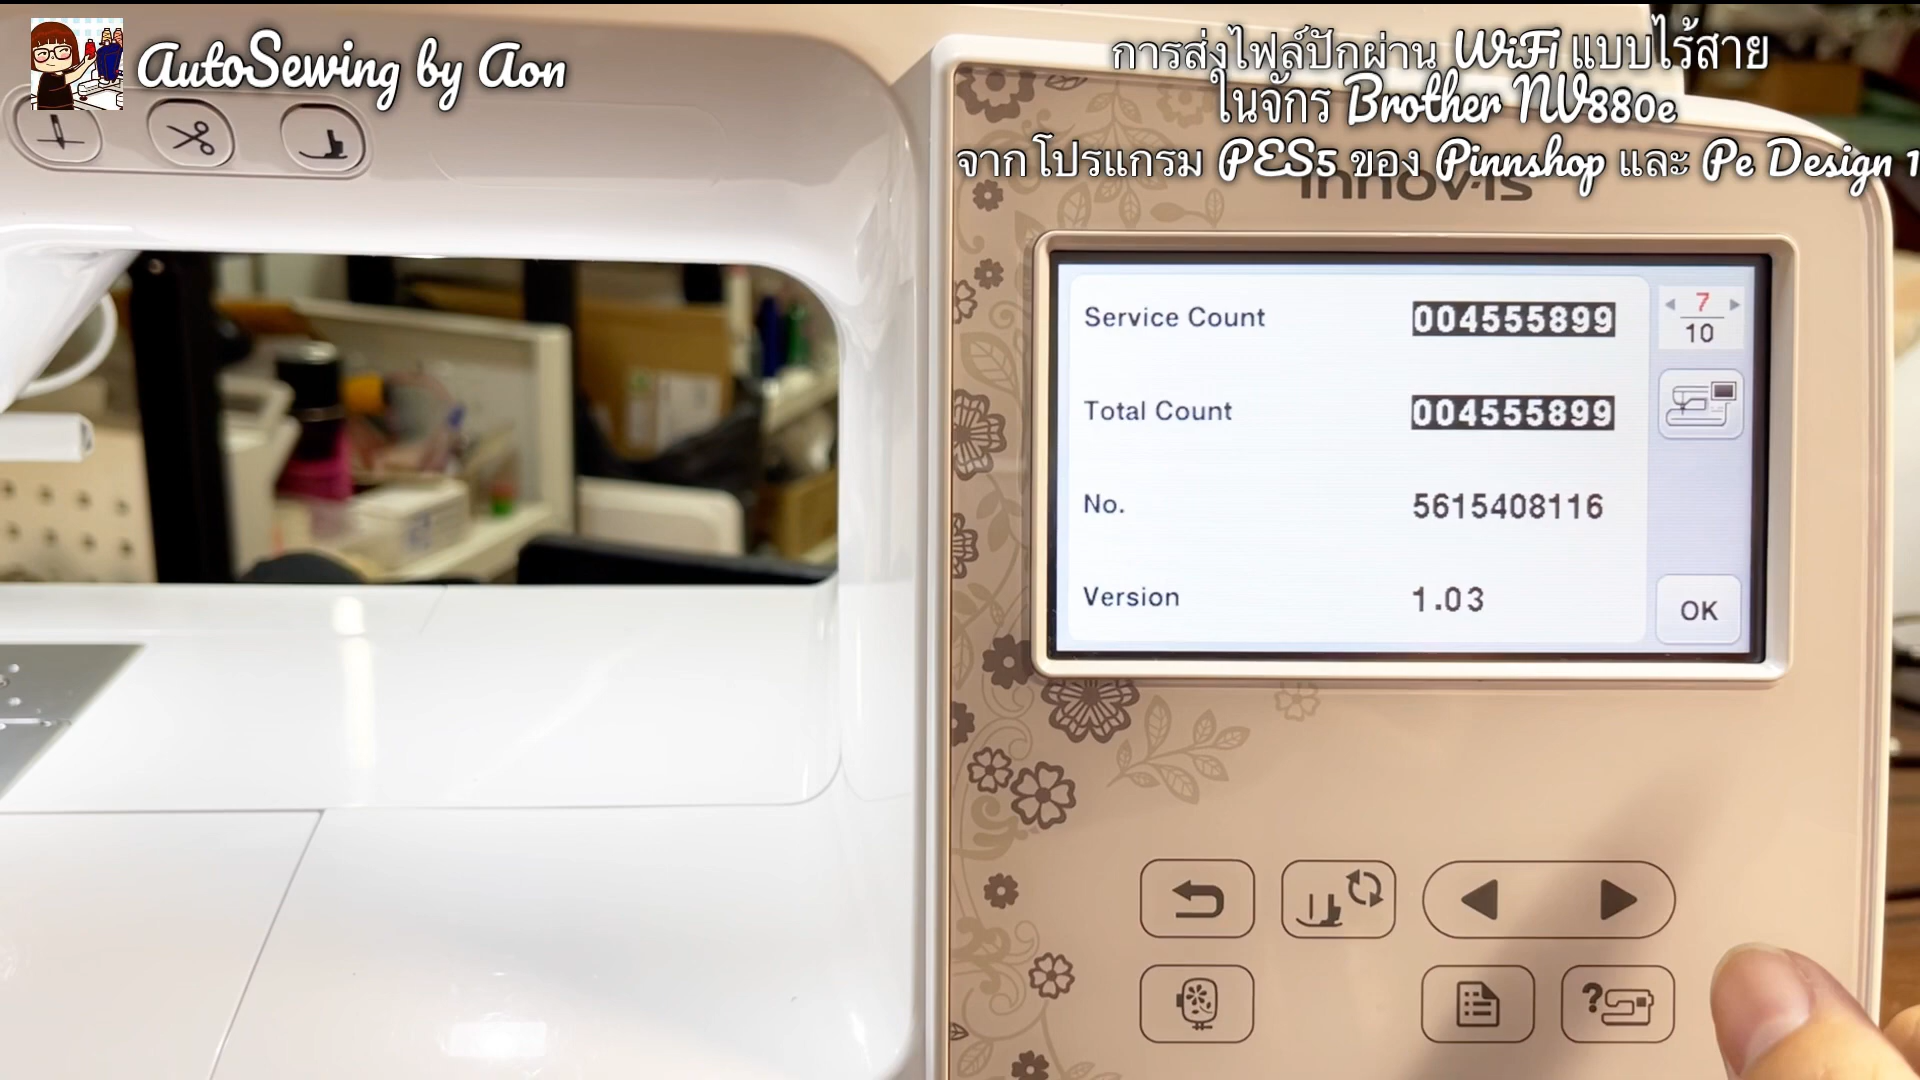 AutoSewing by Aon
การส่งไฟล์ปักผ่าน WiFi แบบไร้สาย
ในจักร Brother NV880e
จากโปรแกรม PES5 ของ Pinnshop และ Pe Design 1
innov-is
Service Count 004555899
7
10
Total Count 004555899
No. 5615408116
Version 1.03
OK